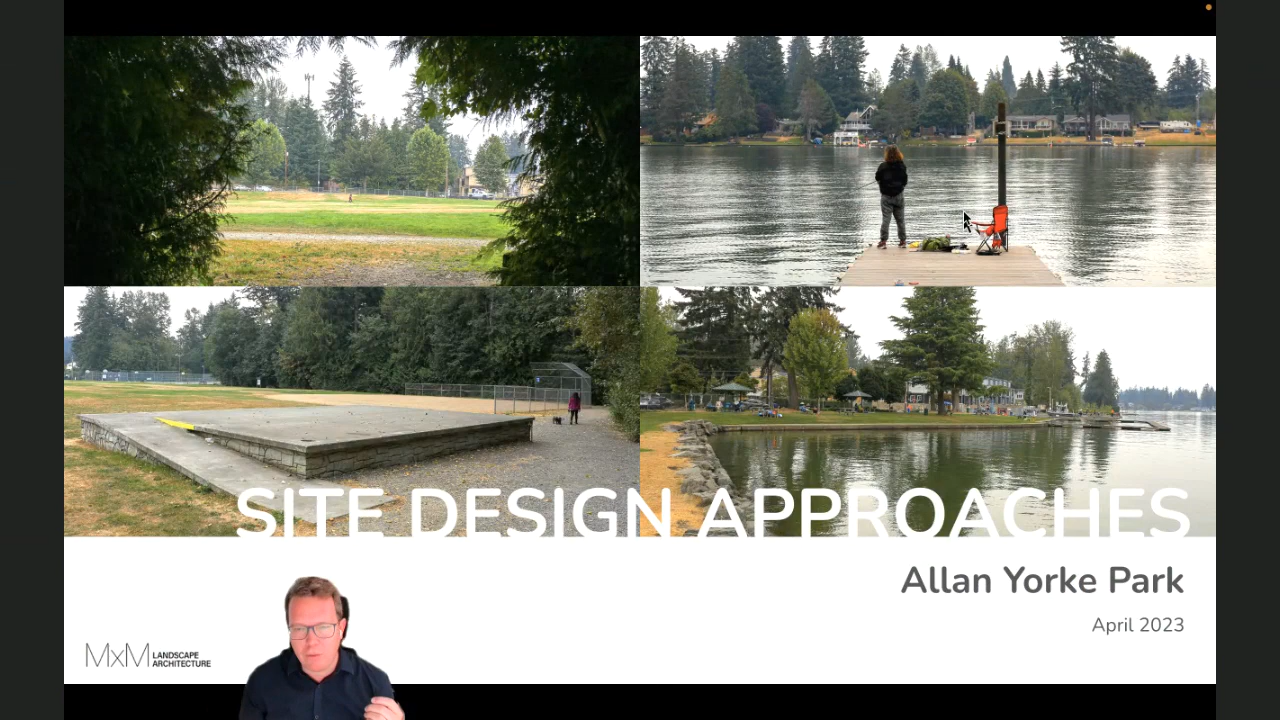 SITE DESIGN APPROACHES
Allan Yorke Park
April 2023
MxM LANDSCAPE
ARCHITECTURE